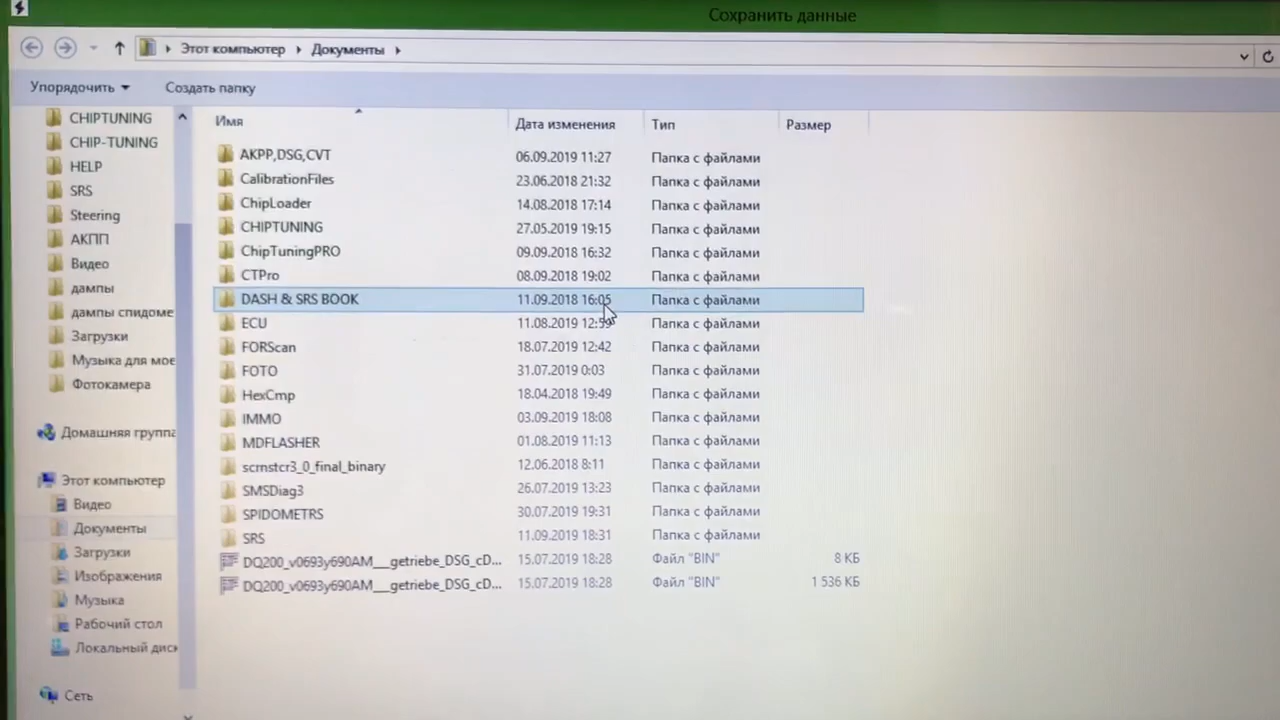 Сохранить данные
Этот компьютер Документы
Упорядочить Создать папку
CHIPTUNING
CHIP-TUNING
HELP
SRS
Steering
АКПП
Видео
дампы
дампы спидоме
Загрузки
Музыка для мое
Фотокамера
Домашняя группа
Этот компьютер
Видео
Документы
Загрузки
Изображения
Музыка
Рабочий стол
Локальный диск
Сеть
Имя Дата изменения Тип Размер
AKPP,DSG,CVT 06.09.2019 11:27 Папка с файлами
CalibrationFiles 23.06.2018 21:32 Папка с файлами
ChipLoader 14.08.2018 17:14 Папка с файлами
CHIPTUNING 27.05.2019 19:15 Папка с файлами
ChipTuningPRO 09.09.2018 16:32 Папка с файлами
CTPro 08.09.2018 19:02 Папка с файлами
DASH & SRS BOOK 11.09.2018 16:05 Папка с файлами
ECU 11.08.2019 12:59 Папка с файлами
FORScan 18.07.2019 12:42 Папка с файлами
FOTO 31.07.2019 0:03 Папка с файлами
HexCmp 18.04.2018 19:49 Папка с файлами
IMMO 03.09.2019 18:08 Папка с файлами
MDFLASHER 01.08.2019 11:13 Папка с файлами
scrnstcr3_0_final_binary 12.06.2018 8:11 Папка с файлами
SMSDiag3 26.07.2019 13:23 Папка с файлами
SPIDOMETRS 30.07.2019 19:31 Папка с файлами
SRS 11.09.2019 18:31 Папка с файлами
DQ200_v0693y690AM___getriebe_DSG_cD... 15.07.2019 18:28 Файл "BIN" 8 КБ
DQ200_v0693y690AM___getriebe_DSG_cD... 15.07.2019 18:28 Файл "BIN" 1 536 КБ